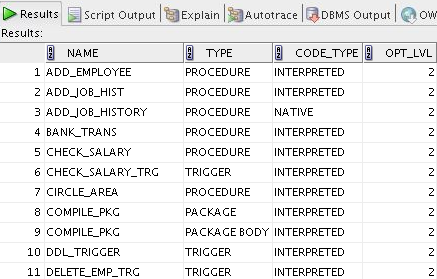 Results Script Output Explain Autotrace DBMS Output OW
Results:
NAME TYPE CODE_TYPE OPT_LVL
1 ADD_EMPLOYEE PROCEDURE INTERPRETED 2
2 ADD_JOB_HIST PROCEDURE INTERPRETED 2
3 ADD_JOB_HISTORY PROCEDURE NATIVE 2
4 BANK_TRANS PROCEDURE INTERPRETED 2
5 CHECK_SALARY PROCEDURE INTERPRETED 2
6 CHECK_SALARY_TRG TRIGGER INTERPRETED 2
7 CIRCLE_AREA PROCEDURE INTERPRETED 2
8 COMPILE_PKG PACKAGE INTERPRETED 2
9 COMPILE_PKG PACKAGE BODY INTERPRETED 2
10 DDL_TRIGGER TRIGGER INTERPRETED 2
11 DELETE_EMP_TRG TRIGGER INTERPRETED 2